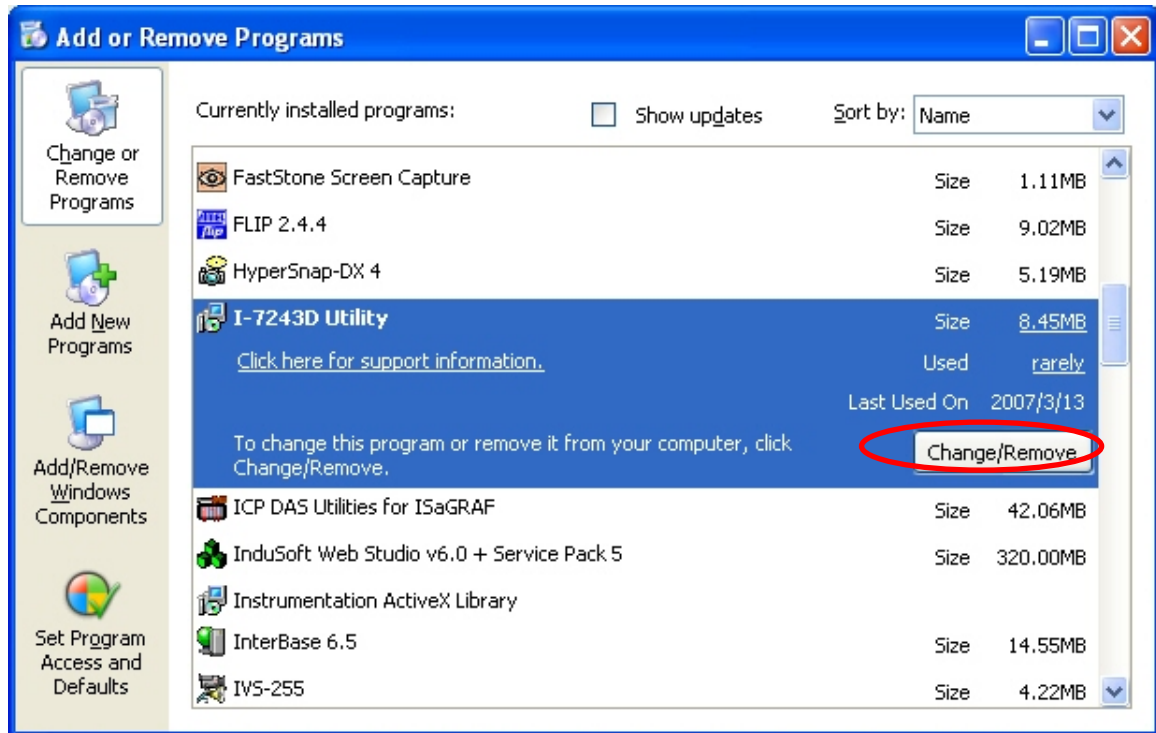 Add or Remove Programs
Change or
Remove
Programs
Add New
Programs
Add/Remove
Windows
Components
Set Program
Access and
Defaults
Currently installed programs: Show updates Sort by: Name
FastStone Screen Capture Size 1.11MB
FLIP 2.4.4 Size 9.02MB
HyperSnap-DX 4 Size 5.19MB
I-7243D Utility Size 8.45MB
Click here for support information. Used rarely
Last Used On 2007/3/13
To change this program or remove it from your computer, click
Change/Remove. Change/Remove
ICP DAS Utilities for ISaGRAF Size 42.06MB
InduSoft Web Studio v6.0 + Service Pack 5 Size 320.00MB
Instrumentation ActiveX Library
InterBase 6.5 Size 14.55MB
IVS-255 Size 4.22MB